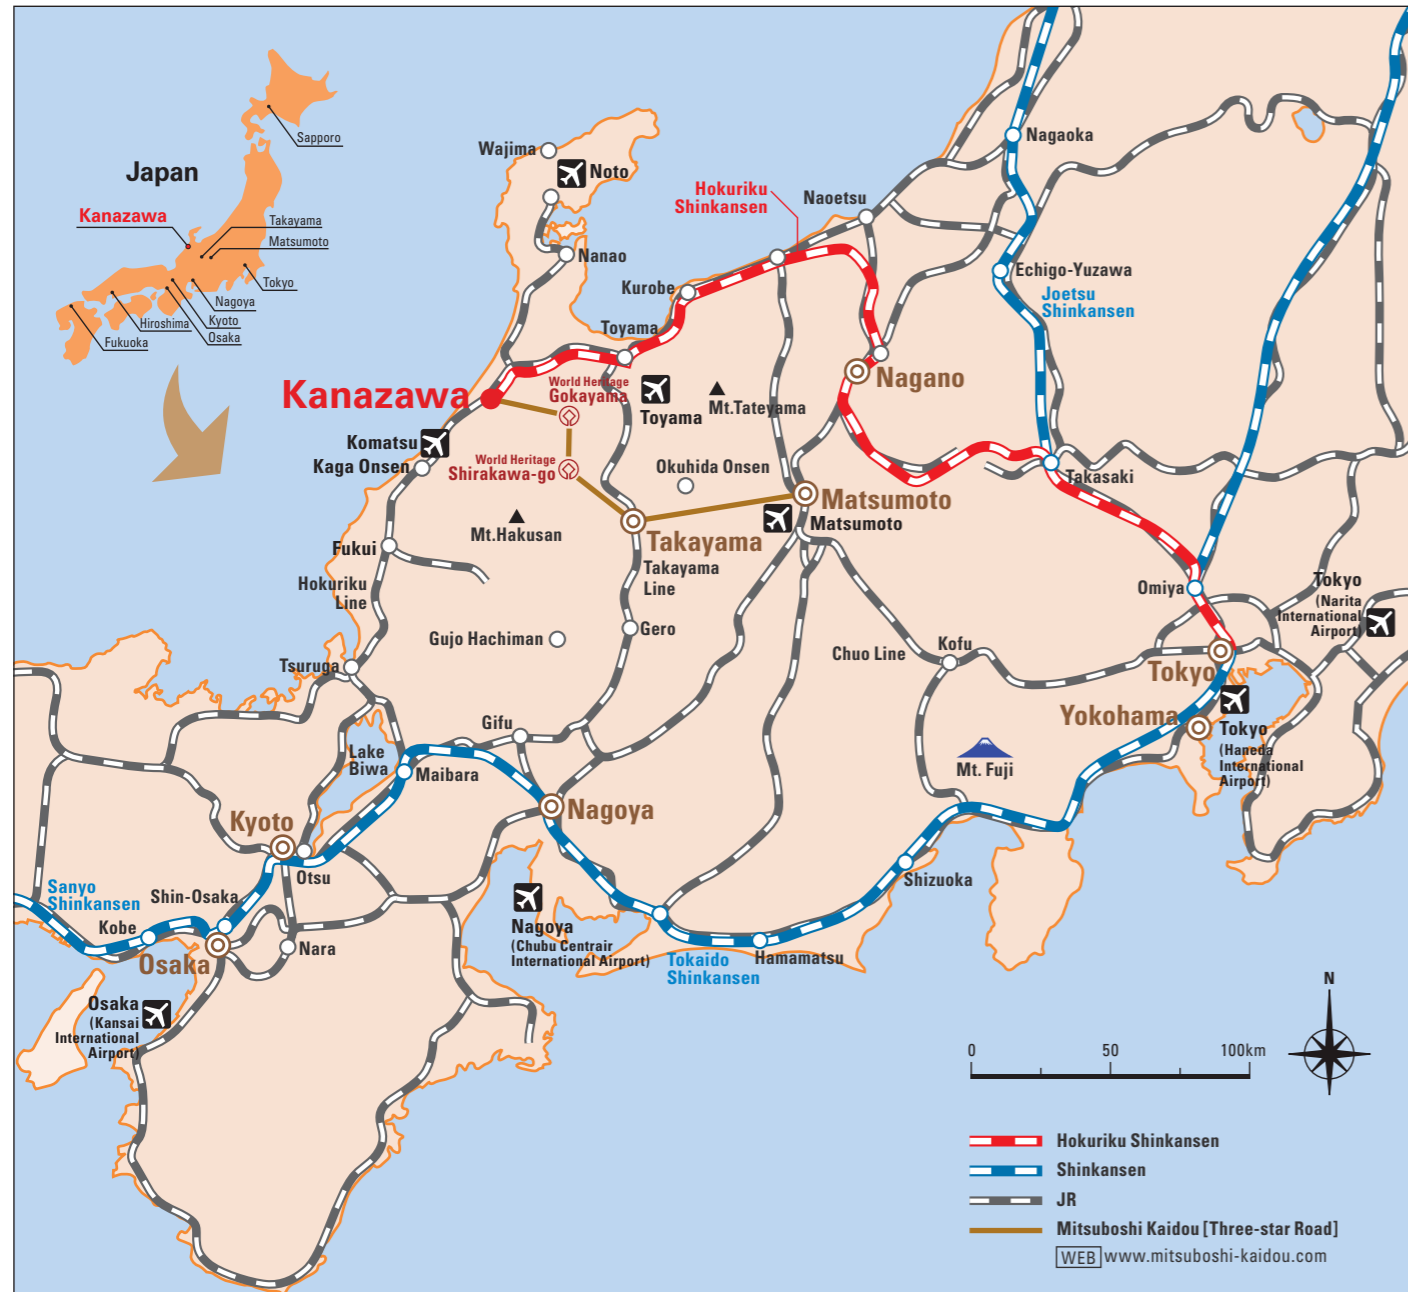 Sapporo
Japan
Kanazawa
Takayama
Matsumoto
Tokyo
Nagoya
Kyoto
Osaka
Hiroshima
Fukuoka
Wajima
Noto
Nanao
Hokuriku
Shinkansen
Naoetsu
Nagaoka
Echigo-Yuzawa
Joetsu
Shinkansen
Kurobe
Toyama
Kanazawa
World Heritage
Gokayama
Toyama
Mt.Tateyama
Nagano
Komatsu
Kaga Onsen
World Heritage
Shirakawa-go
Okuhida Onsen
Takasaki
Matsumoto
Matsumoto
Mt.Hakusan
Takayama
Fukui
Takayama
Line
Hokuriku
Line
Omiya
Tokyo
(Narita
International
Airport)
Gujo Hachiman
Gero
Chuo Line
Kofu
Tsuruga
Tokyo
Yokohama
Tokyo
(Haneda
International
Airport)
Gifu
Lake
Biwa
Maibara
Mt. Fuji
Nagoya
Kyoto
Otsu
Shizuoka
Sanyo
Shinkansen
Shin-Osaka
Kobe
Osaka
Nara
Nagoya
(Chubu Centrair
International Airport)
Tokaido
Shinkansen
Hamamatsu
Osaka
(Kansai
International
Airport)
N
0 50 100km
Hokuriku Shinkansen
Shinkansen
JR
Mitsuboshi Kaidou [Three-star Road]
WEB www.mitsuboshi-kaidou.com